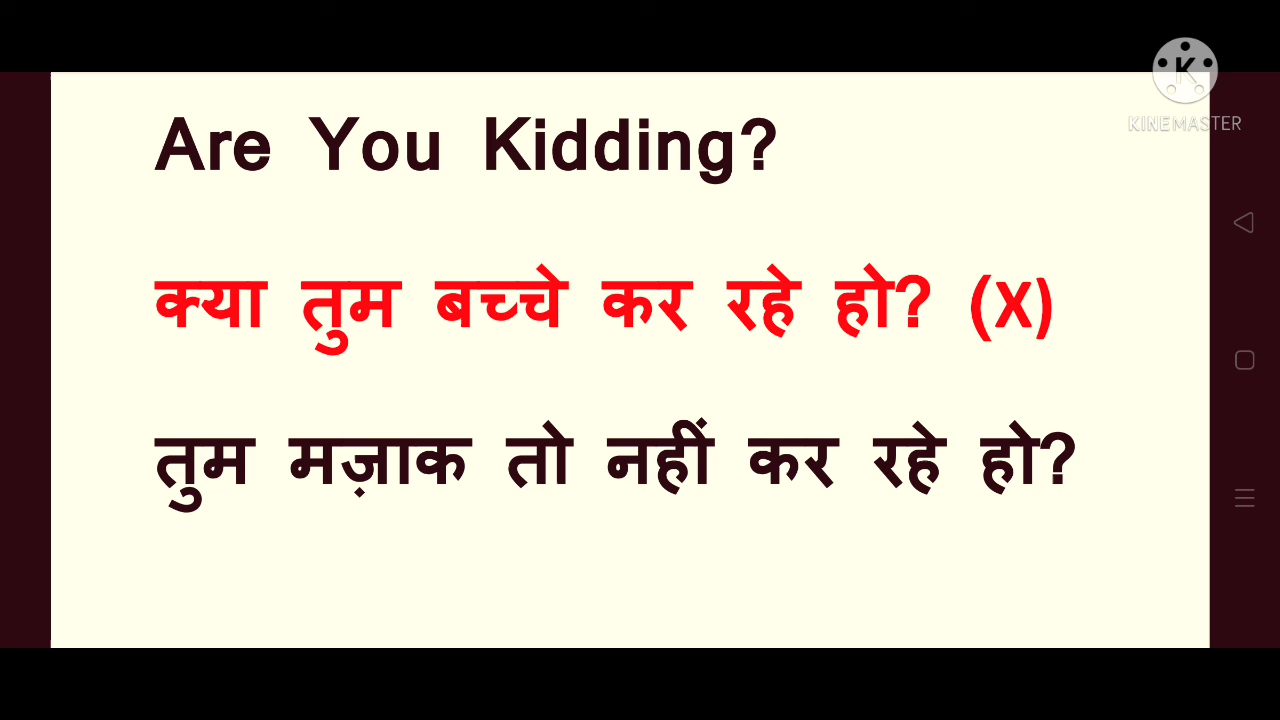 KINEMASTER
Are You Kidding?
क्या तुम बच्चे कर रहे हो? (X)
तुम मज़ाक तो नहीं कर रहे हो?